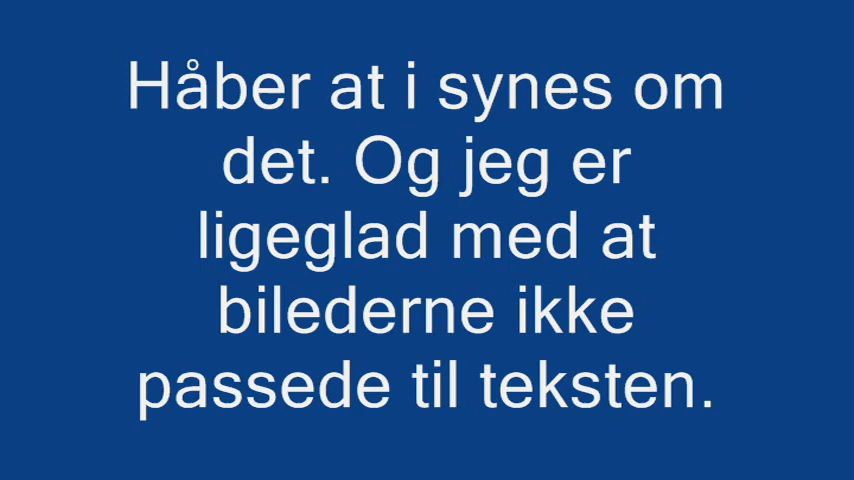 Håber at i synes om
det. Og jeg er
ligeglad med at
bilederne ikke
passede til teksten.